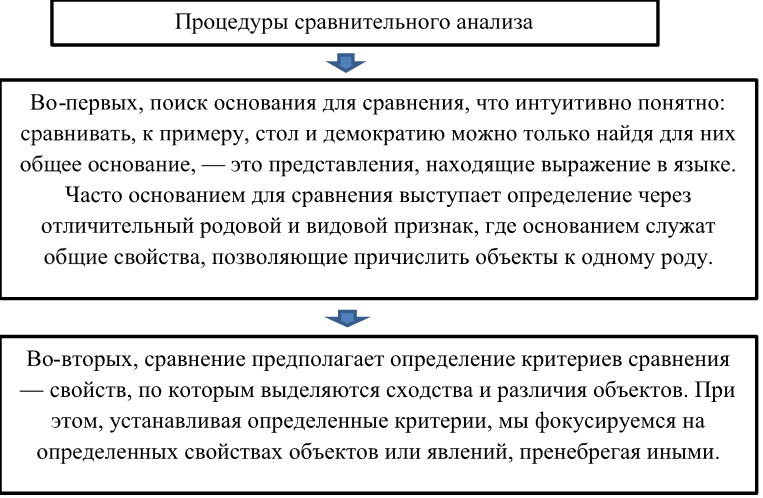 Процедуры сравнительного анализа
Во-первых, поиск основания для сравнения, что интуитивно понятно:
сравнивать, к примеру, стол и демократию можно только найдя для них
общее основание, — это представления, находящие выражение в языке.
Часто основанием для сравнения выступает определение через
отличительный родовой и видовой признак, где основанием служат
общие свойства, позволяющие причислить объекты к одному роду.
Во-вторых, сравнение предполагает определение критериев сравнения
— свойств, по которым выделяются сходства и различия объектов. При
этом, устанавливая определенные критерии, мы фокусируемся на
определенных свойствах объектов или явлений, пренебрегая иными.